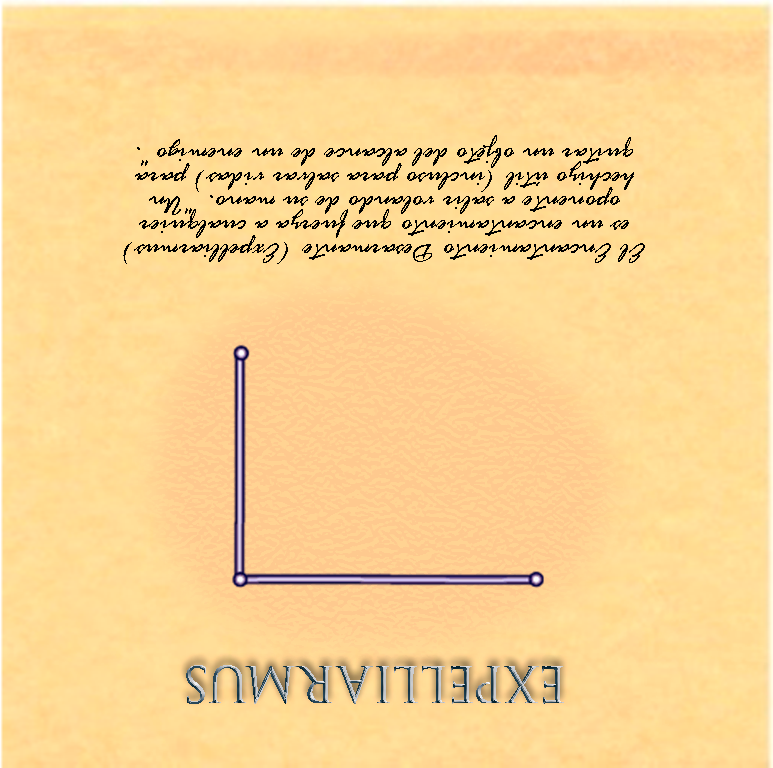 EXPELLIARMUS
El Encantamiento Desarmante (Expelliarmus)
es un encantamiento que fuerza a cualquier
oponente a salir volando de su mano. "Un
hechizo útil (incluso para salvar vidas) para
quitar un objeto del alcance de un enemigo".